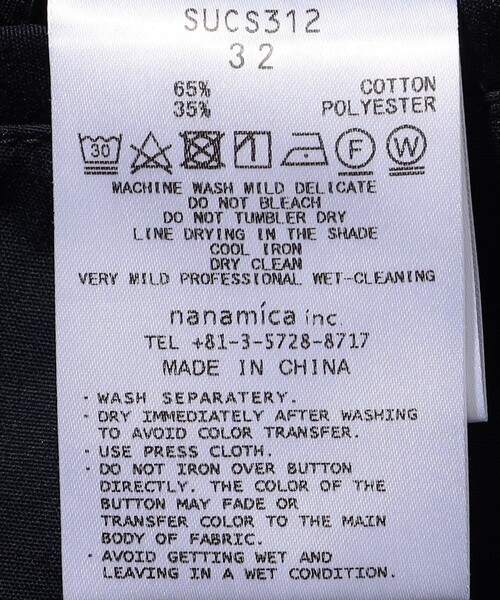 SUCS312
32
65% COTTON
35% POLYESTER
30 F W
MACHINE WASH MILD DELICATE
DO NOT BLEACH
DO NOT TUMBLER DRY
LINE DRYING IN THE SHADE
COOL IRON
DRY CLEAN
VERY MILD PROFESSIONAL WET-CLEANING
nanamica inc.
TEL +81-3-5728-8717
MADE IN CHINA
・WASH SEPARATERY.
・DRY IMMEDIATELY AFTER WASHING
TO AVOID COLOR TRANSFER.
・USE PRESS CLOTH.
・DO NOT IRON OVER BUTTON
DIRECTLY. THE COLOR OF THE
BUTTON MAY FADE OR
TRANSFER COLOR TO THE MAIN
BODY OF FABRIC.
・AVOID GETTING WET AND
LEAVING IN A WET CONDITION.